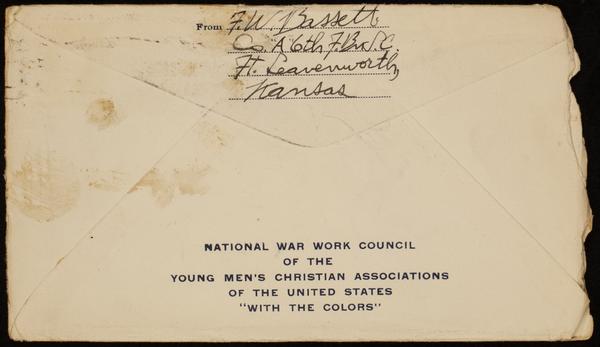 From F. W. Bassett.
Co. A 6th F. Bn S. C.
Ft. Leavenworth,
Kansas
NATIONAL WAR WORK COUNCIL
OF THE
YOUNG MEN'S CHRISTIAN ASSOCIATIONS
OF THE UNITED STATES
"WITH THE COLORS"